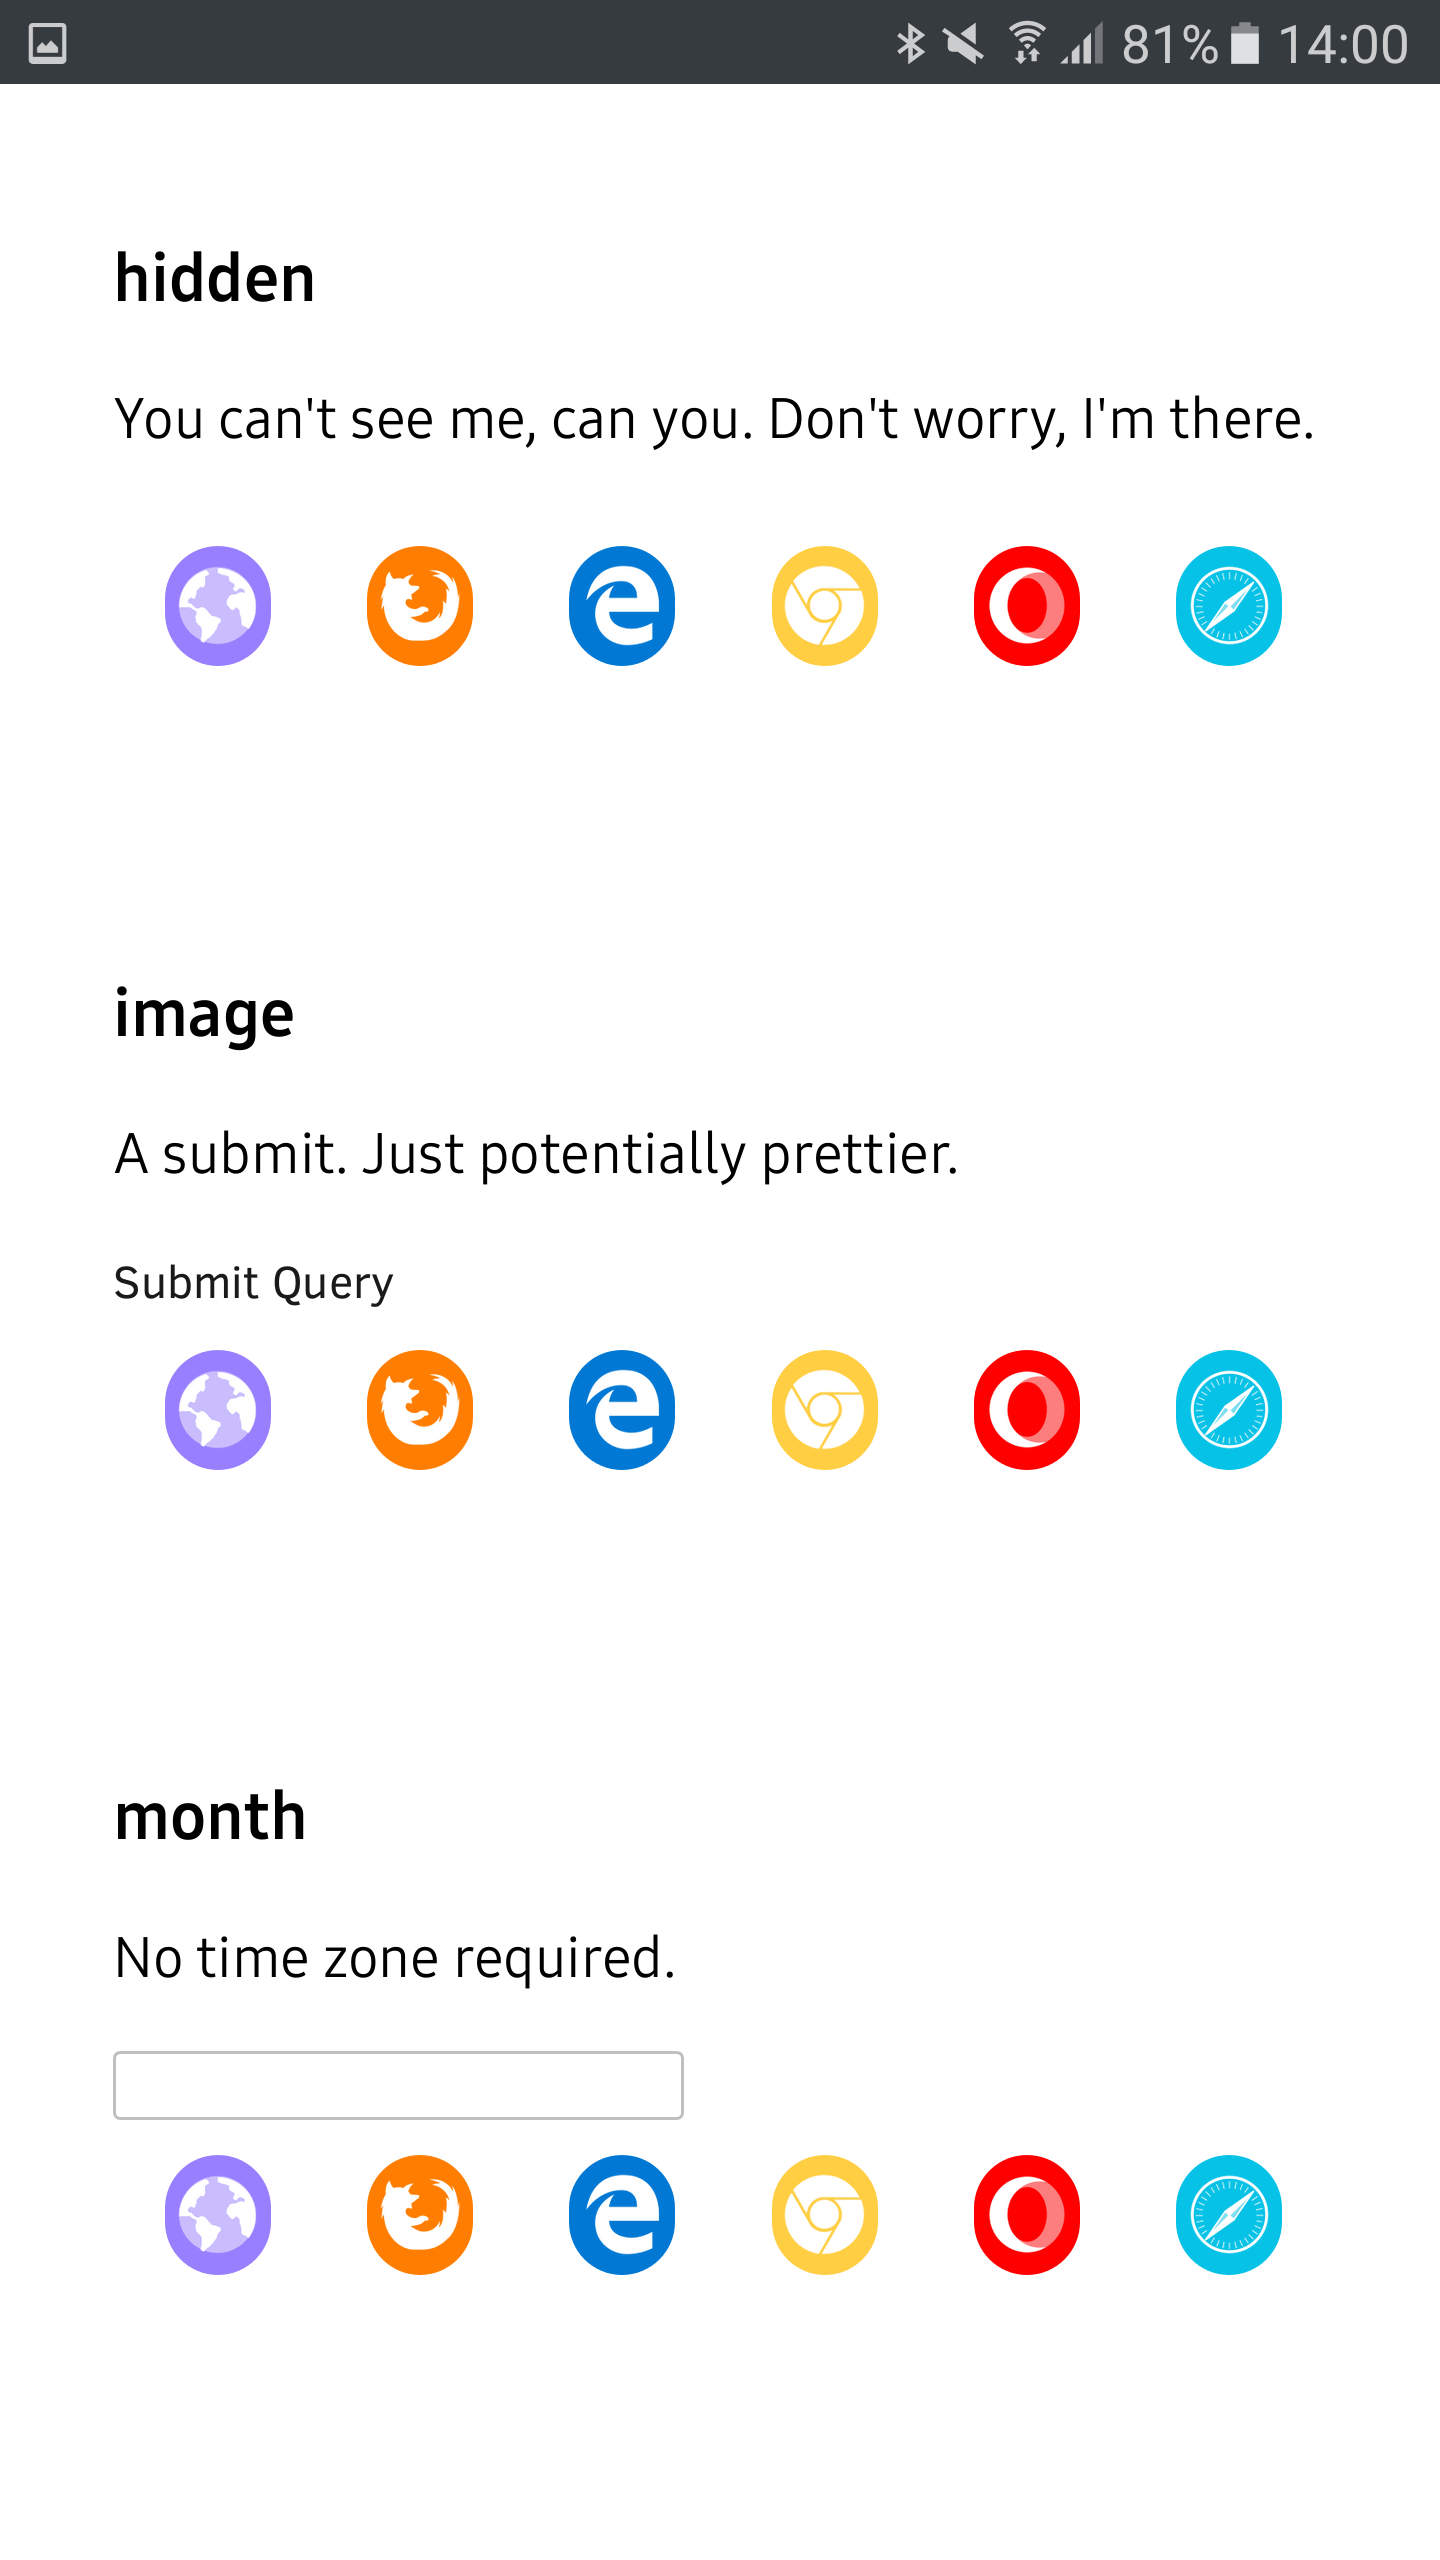 81% 14:00
hidden
You can't see me, can you. Don't worry, I'm there.
image
A submit. Just potentially prettier.
Submit Query
month
No time zone required.